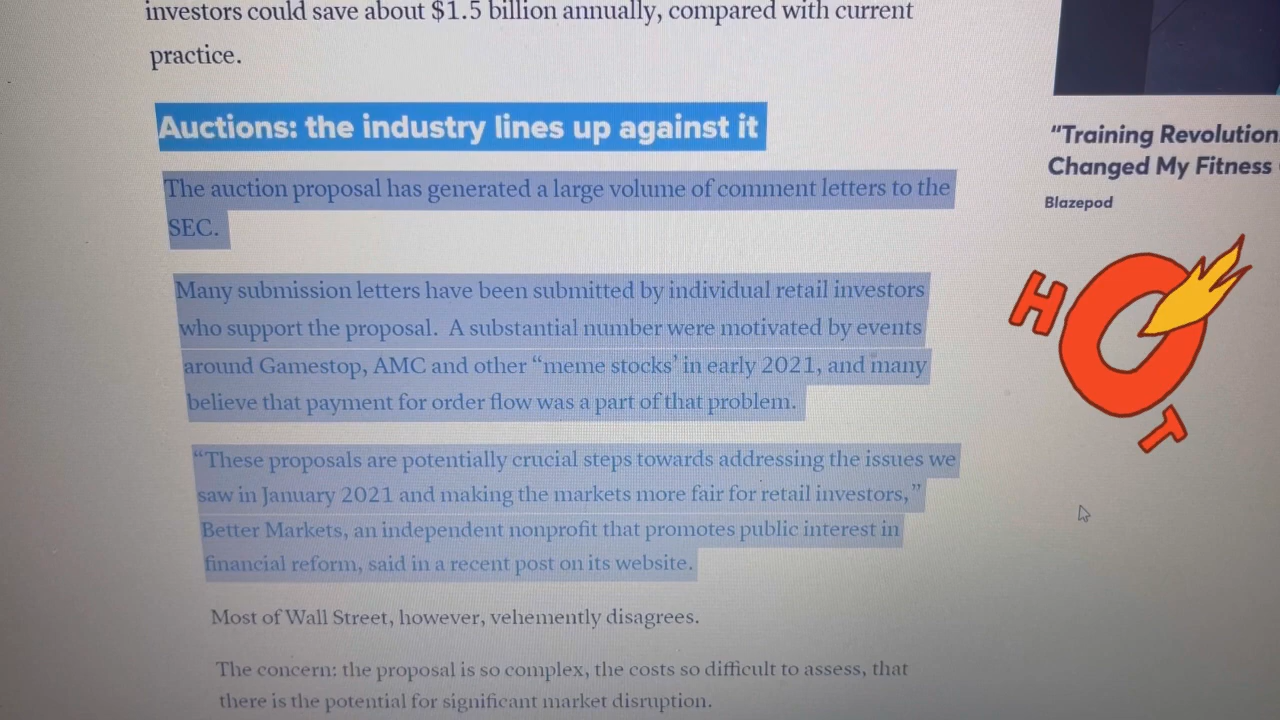 investors could save about $1.5 billion annually, compared with current
practice.
Auctions: the industry lines up against it
The auction proposal has generated a large volume of comment letters to the
SEC.
Many submission letters have been submitted by individual retail investors
who support the proposal.  A substantial number were motivated by events
around Gamestop, AMC and other “meme stocks’ in early 2021, and many
believe that payment for order flow was a part of that problem.
“These proposals are potentially crucial steps towards addressing the issues we
saw in January 2021 and making the markets more fair for retail investors,”
Better Markets, an independent nonprofit that promotes public interest in
financial reform, said in a recent post on its website.
Most of Wall Street, however, vehemently disagrees.
The concern: the proposal is so complex, the costs so difficult to assess, that
there is the potential for significant market disruption.
“Training Revolution
Changed My Fitness
Blazepod
HOT